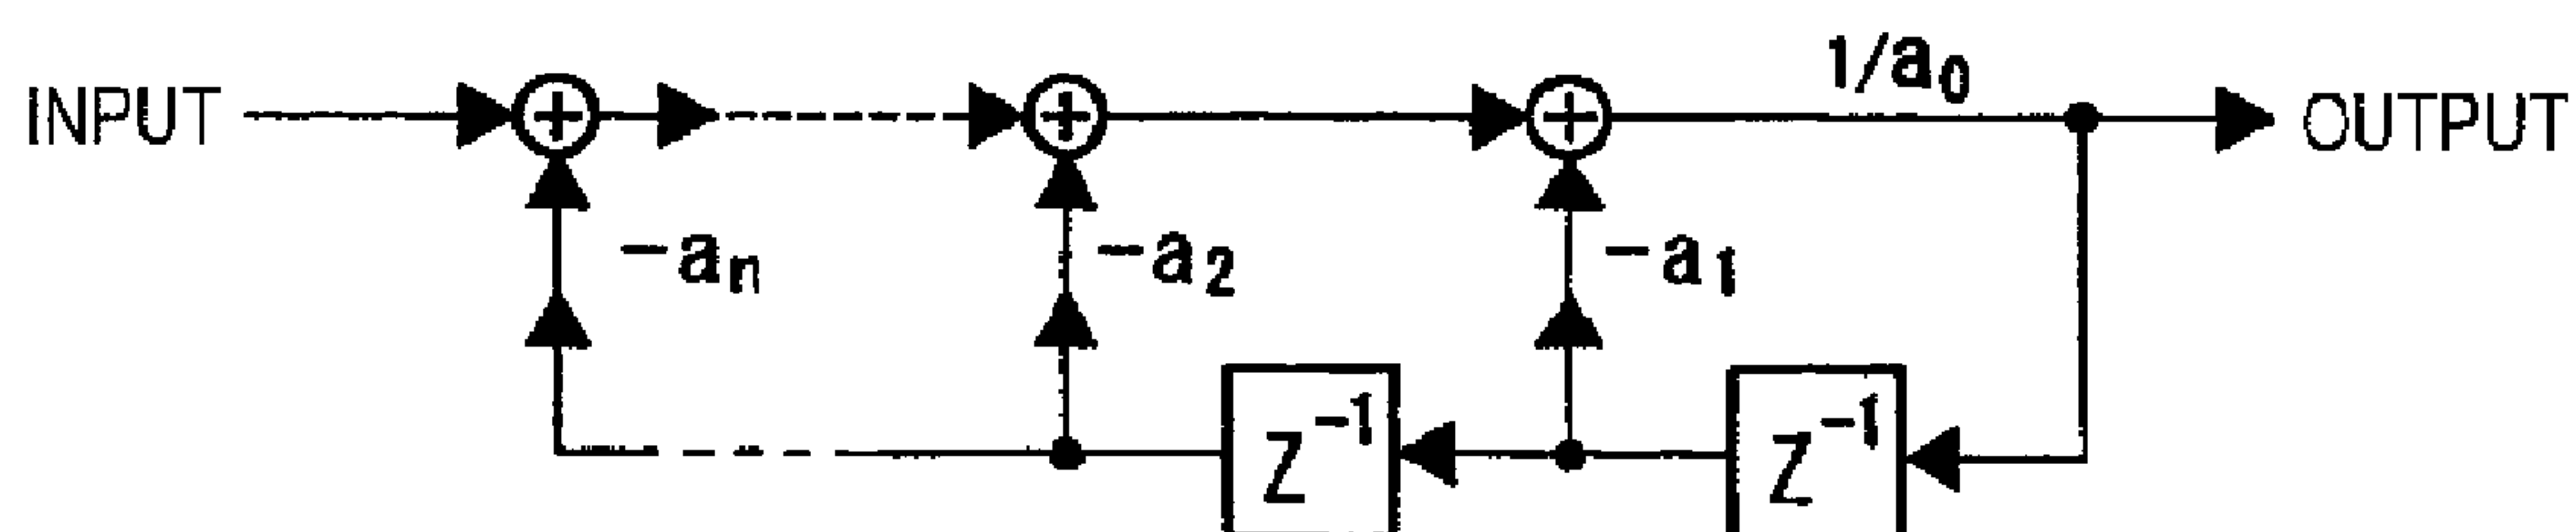 INPUT
1/a₀
OUTPUT
−aₙ
−a₂
−a₁
Z⁻¹
Z⁻¹